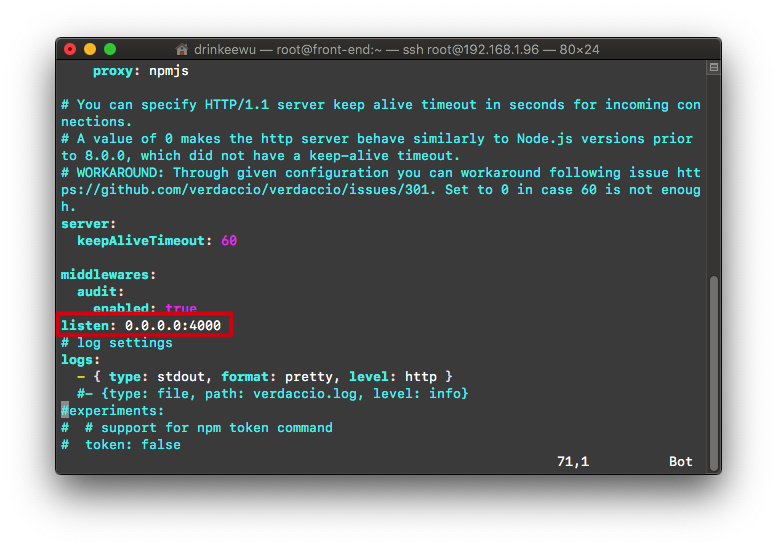 drinkeewu — root@front-end:~ — ssh root@192.168.1.96 — 80×24
    proxy: npmjs
# You can specify HTTP/1.1 server keep alive timeout in seconds for incoming con
nections.
# A value of 0 makes the http server behave similarly to Node.js versions prior
to 8.0.0, which did not have a keep-alive timeout.
# WORKAROUND: Through given configuration you can workaround following issue htt
ps://github.com/verdaccio/verdaccio/issues/301. Set to 0 in case 60 is not enoug
h.
server:
  keepAliveTimeout: 60
middlewares:
  audit:
    enabled: true
listen: 0.0.0.0:4000
# log settings
logs:
  - { type: stdout, format: pretty, level: http }
  #- {type: file, path: verdaccio.log, level: info}
#experiments:
#  # support for npm token command
#  token: false
71,1 Bot